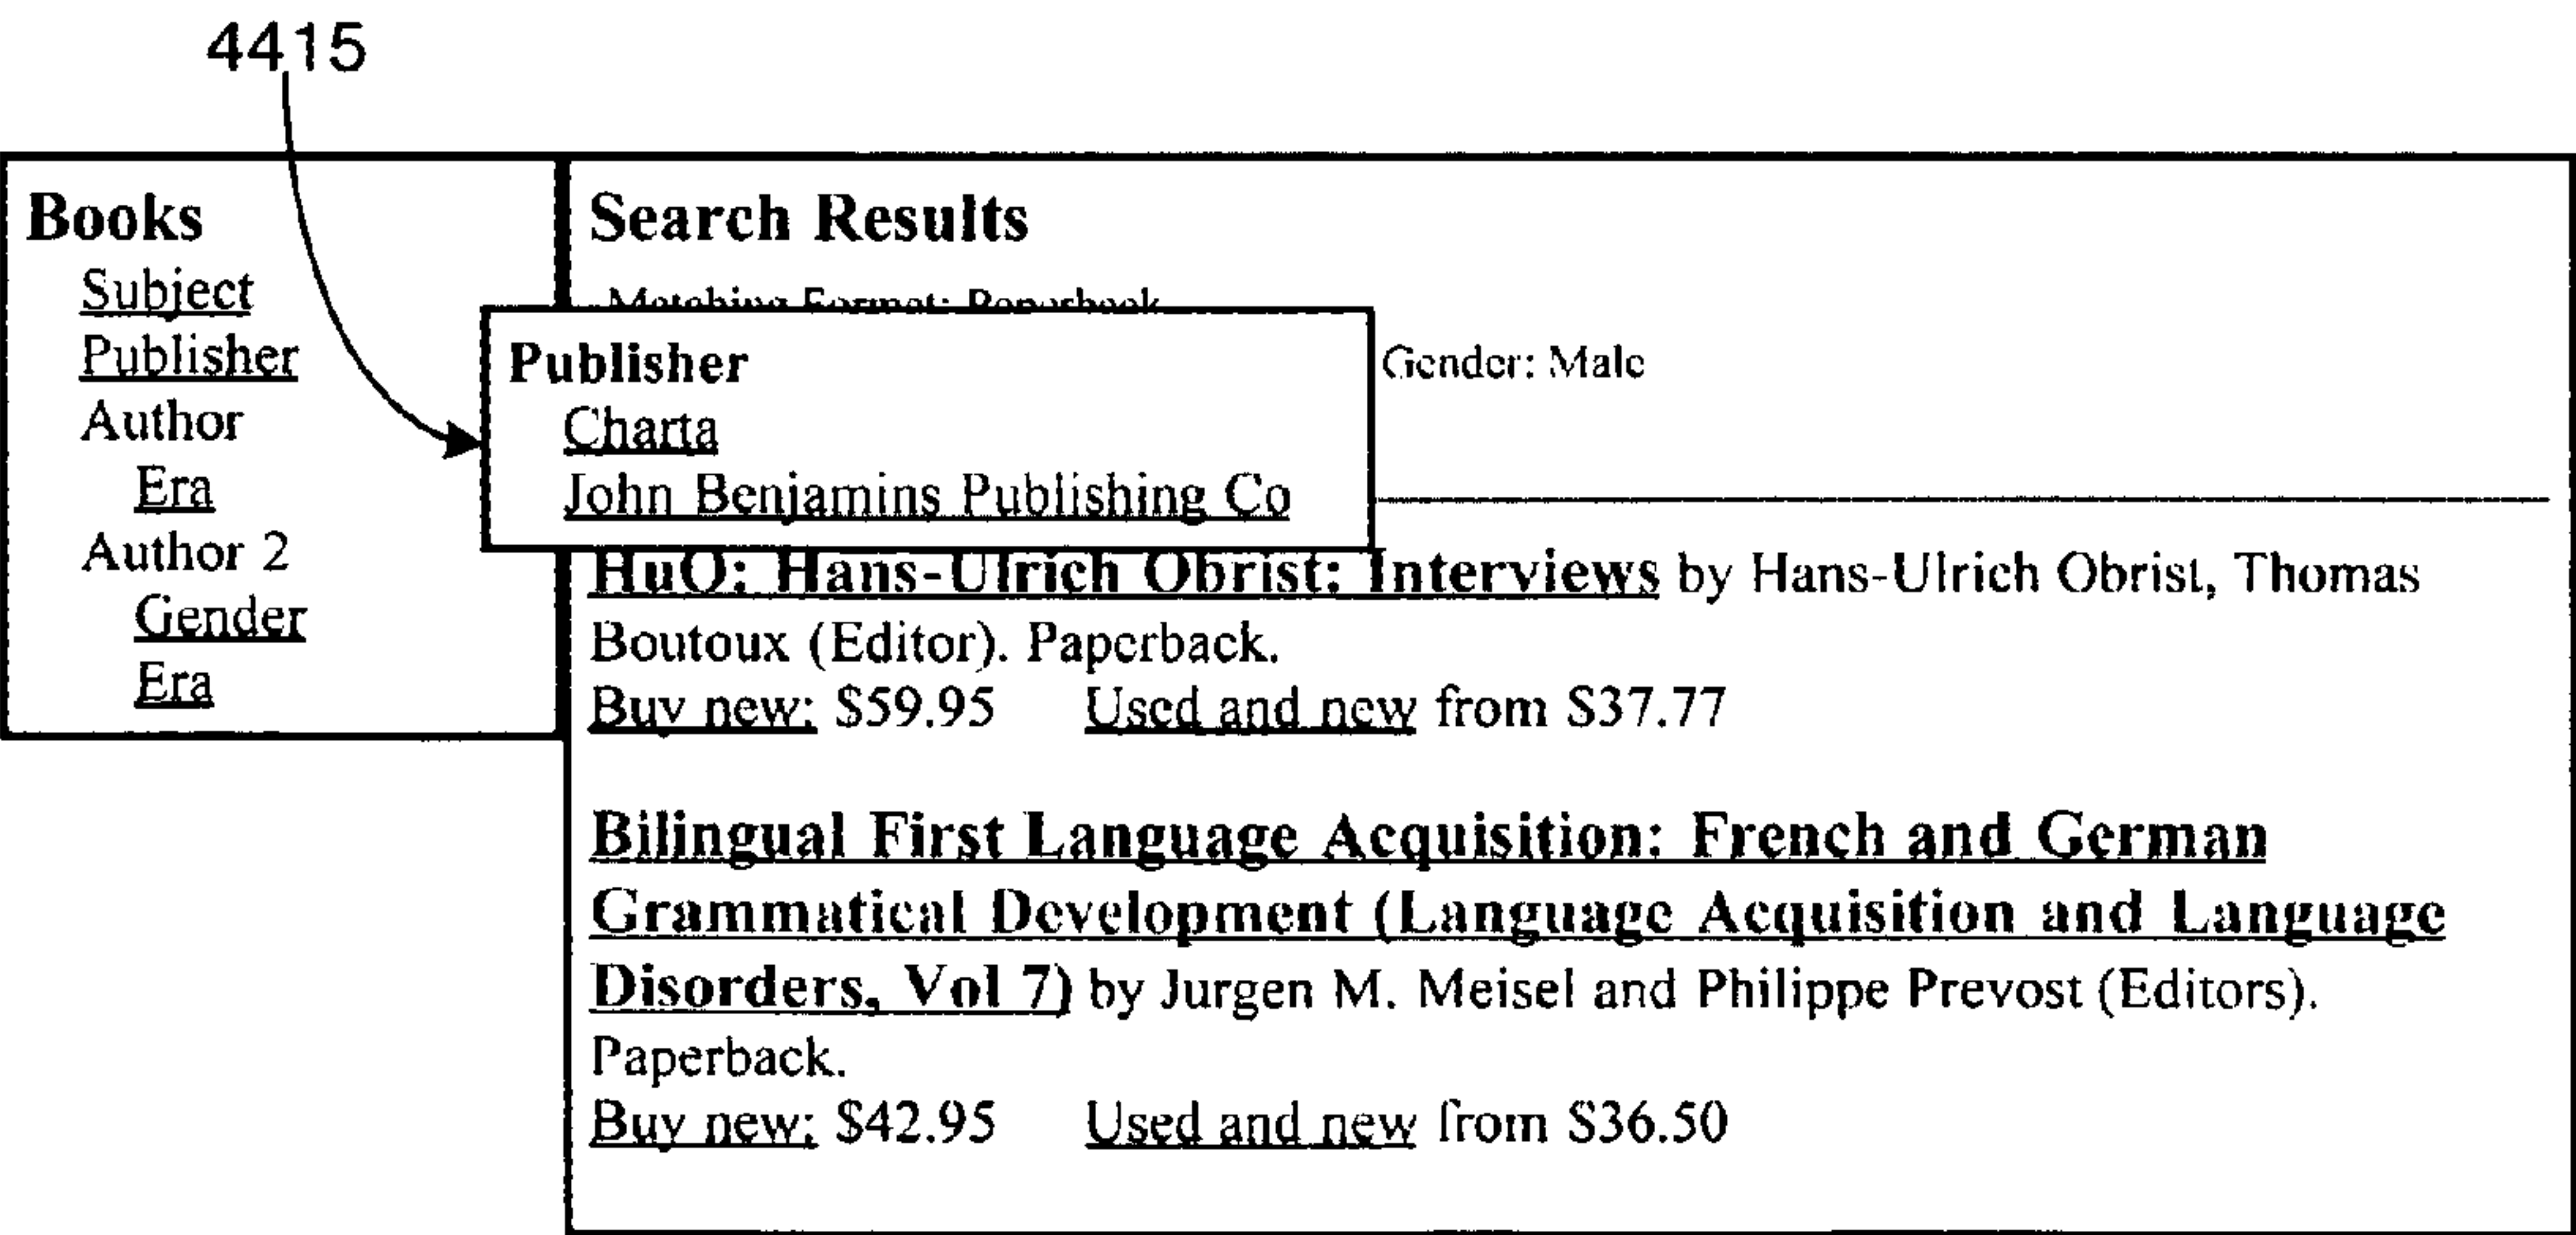 4415
Books
Subject
Publisher
Author
Era
Author 2
Gender
Era
Search Results
Matching Format: Paperback
Gender: Male
Publisher
Charta
John Benjamins Publishing Co
HuO: Hans-Ulrich Obrist: Interviews by Hans-Ulrich Obrist, Thomas
Boutoux (Editor). Paperback.
Buy new: $59.95 Used and new from $37.77
Bilingual First Language Acquisition: French and German
Grammatical Development (Language Acquisition and Language
Disorders, Vol 7) by Jurgen M. Meisel and Philippe Prevost (Editors).
Paperback.
Buy new: $42.95 Used and new from $36.50